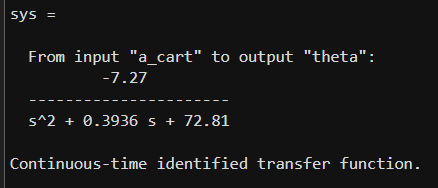 sys =
From input "a_cart" to output "theta":
-7.27
----------------------
s^2 + 0.3936 s + 72.81
Continuous-time identified transfer function.